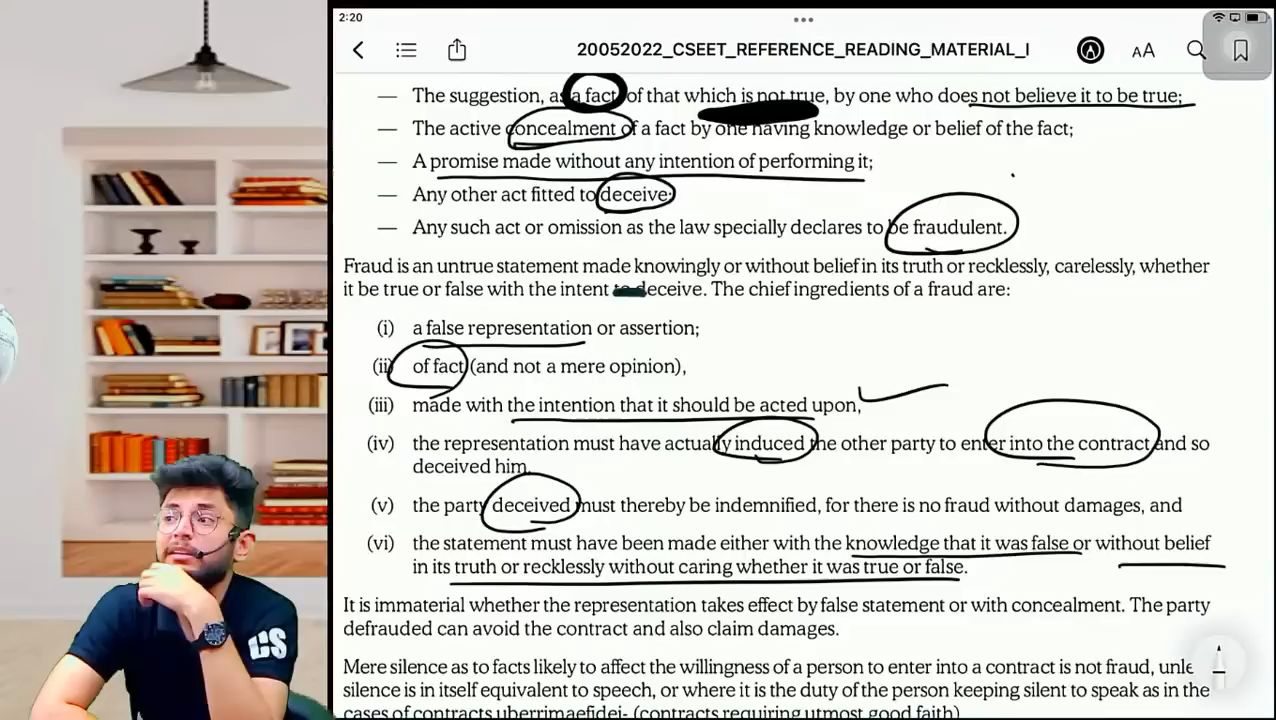 2:20
20052022_CSEET_REFERENCE_READING_MATERIAL_I
AA
— The suggestion, as a fact, of that which is not true, by one who does not believe it to be true;
— The active concealment of a fact by one having knowledge or belief of the fact;
— A promise made without any intention of performing it;
— Any other act fitted to deceive;
— Any such act or omission as the law specially declares to be fraudulent.
Fraud is an untrue statement made knowingly or without belief in its truth or recklessly, carelessly, whether
it be true or false with the intent to deceive. The chief ingredients of a fraud are:
(i) a false representation or assertion;
(ii) of fact (and not a mere opinion),
(iii) made with the intention that it should be acted upon,
(iv) the representation must have actually induced the other party to enter into the contract and so
deceived him,
(v) the party deceived must thereby be indemnified, for there is no fraud without damages, and
(vi) the statement must have been made either with the knowledge that it was false or without belief
in its truth or recklessly without caring whether it was true or false.
It is immaterial whether the representation takes effect by false statement or with concealment. The party
defrauded can avoid the contract and also claim damages.
Mere silence as to facts likely to affect the willingness of a person to enter into a contract is not fraud, unle
silence is in itself equivalent to speech, or where it is the duty of the person keeping silent to speak as in the
cases of contracts uberrimaefidei- (contracts requiring utmost good faith)
CS